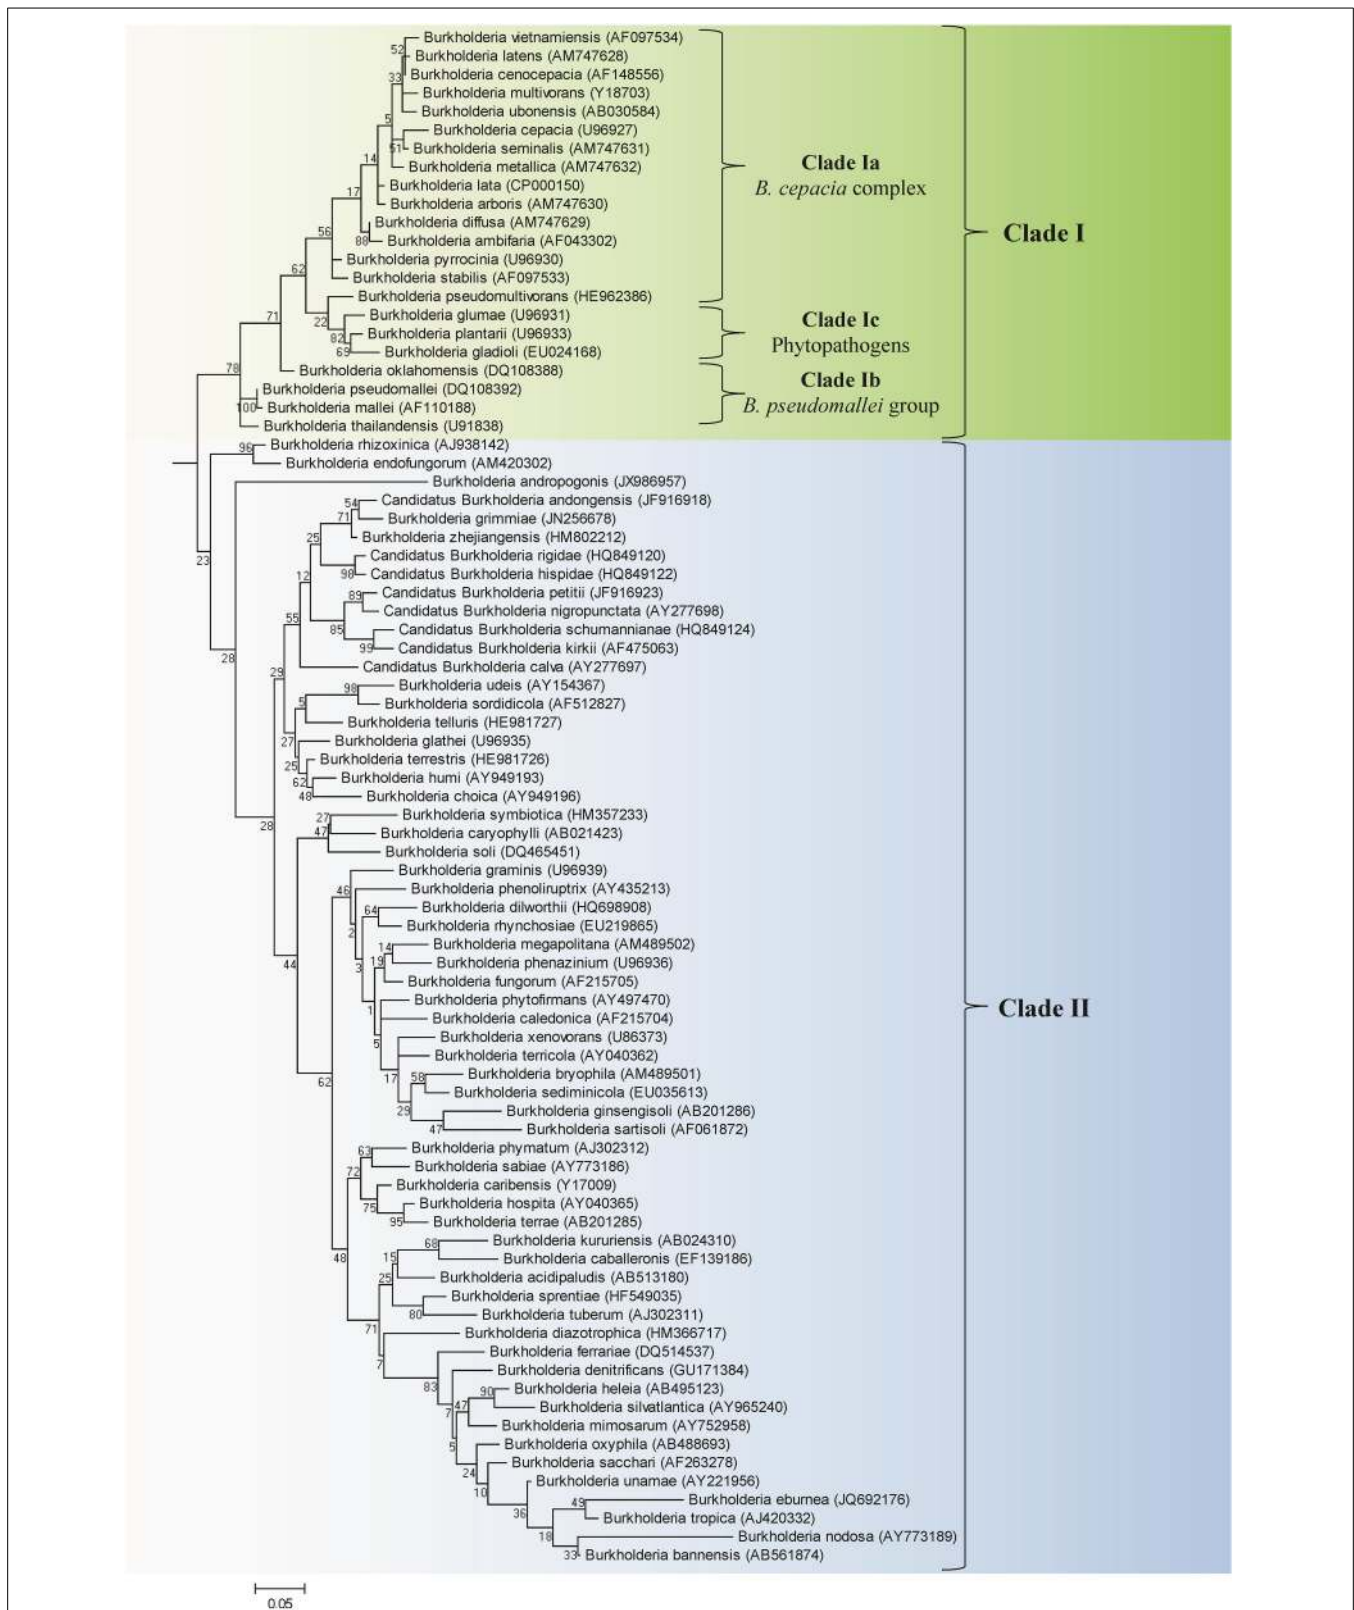 Burkholderia vietnamiensis (AF097534)
52
Burkholderia latens (AM747628)
33
Burkholderia cenocepacia (AF148556)
Burkholderia multivorans (Y18703)
Burkholderia ubonensis (AB030584)
5
Burkholderia cepacia (U96927)
51
Burkholderia seminalis (AM747631)
14
Burkholderia metallica (AM747632)
Clade Ia
B. cepacia complex
17
Burkholderia lata (CP000150)
Burkholderia arboris (AM747630)
Burkholderia diffusa (AM747629)
56
88
Burkholderia ambifaria (AF043302)
Clade I
Burkholderia pyrrocinia (U96930)
62
Burkholderia stabilis (AF097533)
Burkholderia pseudomultivorans (HE962386)
71
22
Burkholderia glumae (U96931)
82
Burkholderia plantarii (U96933)
Clade Ic
Phytopathogens
69
Burkholderia gladioli (EU024168)
78
Burkholderia oklahomensis (DQ108388)
Burkholderia pseudomallei (DQ108392)
Clade Ib
B. pseudomallei group
100
Burkholderia mallei (AF110188)
Burkholderia thailandensis (U91838)
96
Burkholderia rhizoxinica (AJ938142)
Burkholderia endofungorum (AM420302)
Burkholderia andropogonis (JX986957)
54
Candidatus Burkholderia andongensis (JF916918)
71
Burkholderia grimmiae (JN256678)
25
Burkholderia zhejiangensis (HM802212)
23
Candidatus Burkholderia rigidae (HQ849120)
12
98
Candidatus Burkholderia hispidae (HQ849122)
89
Candidatus Burkholderia petitii (JF916923)
55
Candidatus Burkholderia nigropunctata (AY277698)
85
Candidatus Burkholderia schumannianae (HQ849124)
99
Candidatus Burkholderia kirkii (AF475063)
28
29
Candidatus Burkholderia calva (AY277697)
98
Burkholderia udeis (AY154367)
5
Burkholderia sordidicola (AF512827)
Burkholderia telluris (HE981727)
27
Burkholderia glathei (U96935)
25
Burkholderia terrestris (HE981726)
62
Burkholderia humi (AY949193)
48
Burkholderia choica (AY949196)
28
27
Burkholderia symbiotica (HM357233)
47
Burkholderia caryophylli (AB021423)
Burkholderia soli (DQ465451)
Burkholderia graminis (U96939)
46
Burkholderia phenoliruptrix (AY435213)
64
Burkholderia dilworthii (HQ698908)
2
Burkholderia rhynchosiae (EU219865)
14
Burkholderia megapolitana (AM489502)
44
3
19
Burkholderia phenazinium (U96936)
Burkholderia fungorum (AF215705)
1
Burkholderia phytofirmans (AY497470)
Clade II
Burkholderia caledonica (AF215704)
5
Burkholderia xenovorans (U86373)
Burkholderia terricola (AY040362)
62
17
58
Burkholderia bryophila (AM489501)
Burkholderia sediminicola (EU035613)
29
Burkholderia ginsengisoli (AB201286)
47
Burkholderia sartisoli (AF061872)
63
Burkholderia phymatum (AJ302312)
72
Burkholderia sabiae (AY773186)
Burkholderia caribensis (Y17009)
75
Burkholderia hospita (AY040365)
95
Burkholderia terrae (AB201285)
68
Burkholderia kururiensis (AB024310)
48
15
Burkholderia caballeronis (EF139186)
25
Burkholderia acidipaludis (AB513180)
Burkholderia sprentiae (HF549035)
80
Burkholderia tuberum (AJ302311)
71
Burkholderia diazotrophica (HM366717)
7
Burkholderia ferrariae (DQ514537)
Burkholderia denitrificans (GU171384)
83
90
Burkholderia heleia (AB495123)
7
47
Burkholderia silvatlantica (AY965240)
Burkholderia mimosarum (AY752958)
5
Burkholderia oxyphila (AB488693)
24
Burkholderia sacchari (AF263278)
Burkholderia unamae (AY221956)
10
49
Burkholderia eburnea (JQ692176)
36
Burkholderia tropica (AJ420332)
18
Burkholderia nodosa (AY773189)
33
Burkholderia bannensis (AB561874)
0.05